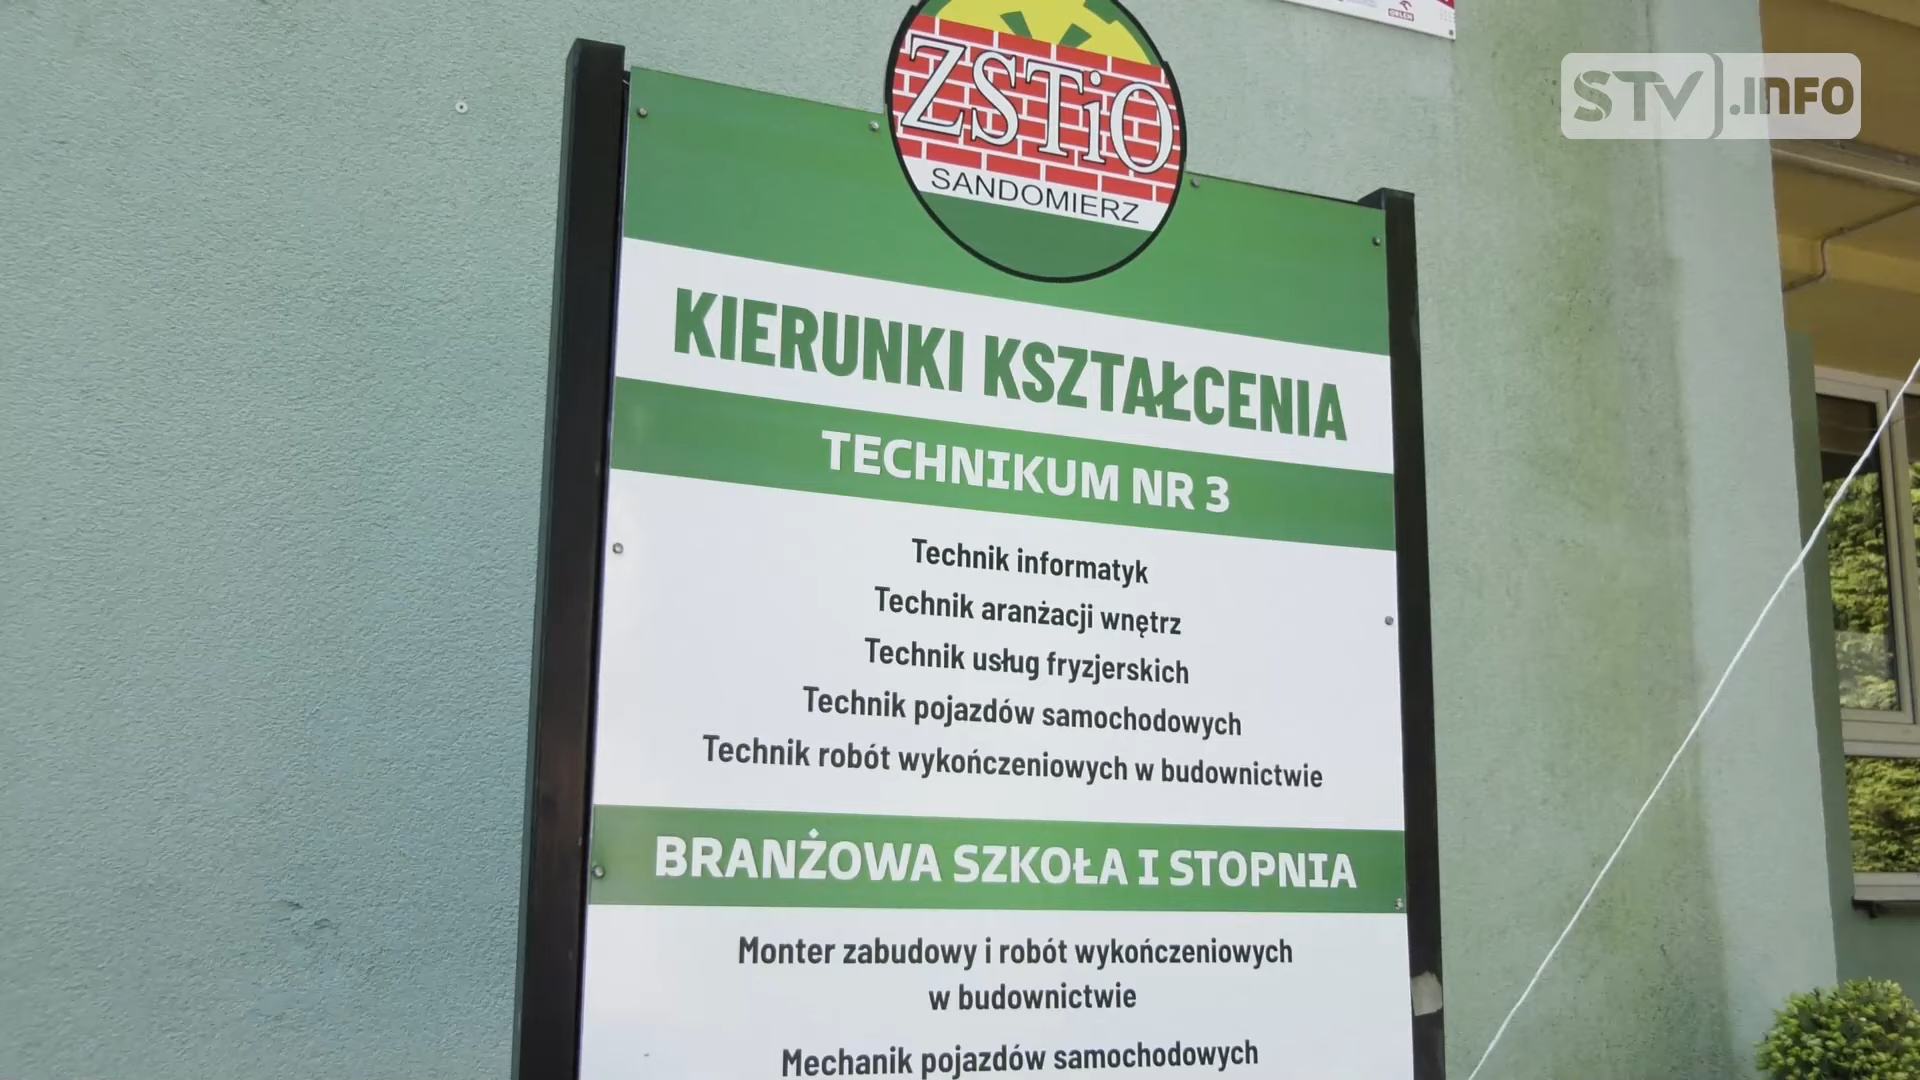 ORLEN
STV.INFO
ZSTiO
SANDOMIERZ
KIERUNKI KSZTAŁCENIA
TECHNIKUM NR 3
Technik informatyk
Technik aranżacji wnętrz
Technik usług fryzjerskich
Technik pojazdów samochodowych
Technik robót wykończeniowych w budownictwie
BRANŻOWA SZKOŁA I STOPNIA
Monter zabudowy i robót wykończeniowych
w budownictwie
Mechanik pojazdów samochodowych